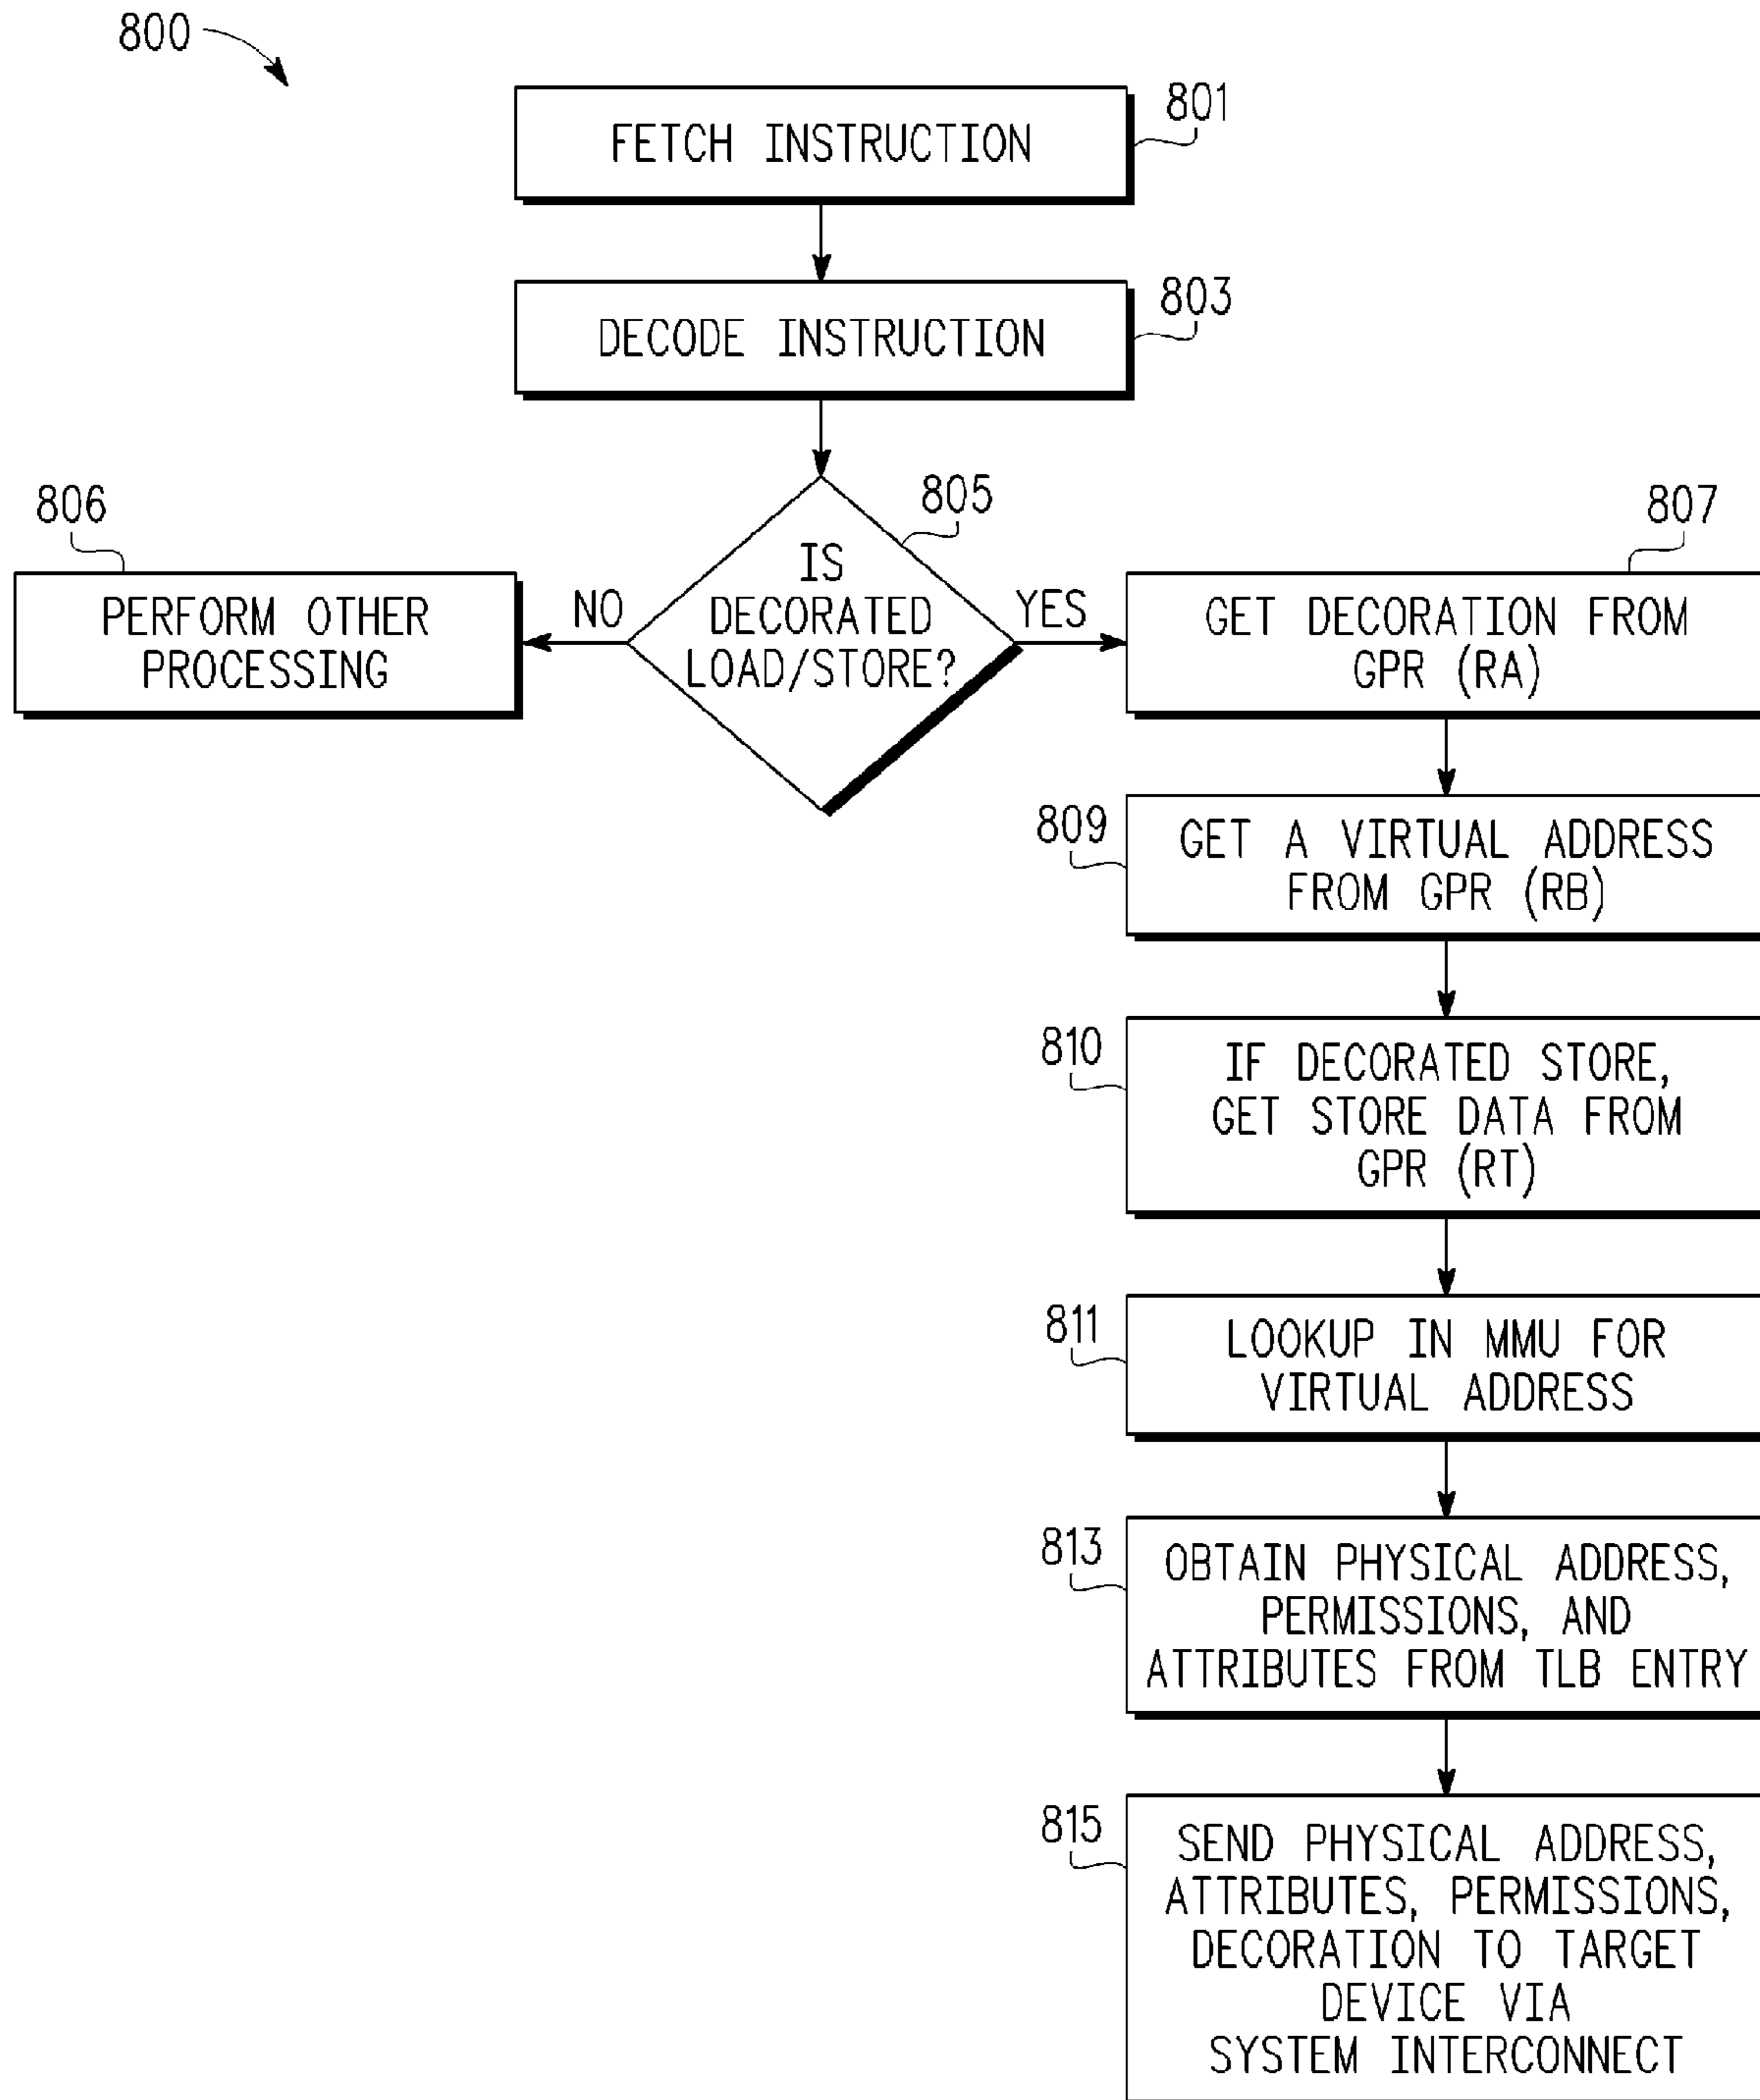 800
FETCH INSTRUCTION
801
DECODE INSTRUCTION
803
805
IS
DECORATED
LOAD/STORE?
NO
806
PERFORM OTHER
PROCESSING
YES
807
GET DECORATION FROM
GPR (RA)
809
GET A VIRTUAL ADDRESS
FROM GPR (RB)
810
IF DECORATED STORE,
GET STORE DATA FROM
GPR (RT)
811
LOOKUP IN MMU FOR
VIRTUAL ADDRESS
813
OBTAIN PHYSICAL ADDRESS,
PERMISSIONS, AND
ATTRIBUTES FROM TLB ENTRY
815
SEND PHYSICAL ADDRESS,
ATTRIBUTES, PERMISSIONS,
DECORATION TO TARGET
DEVICE VIA
SYSTEM INTERCONNECT